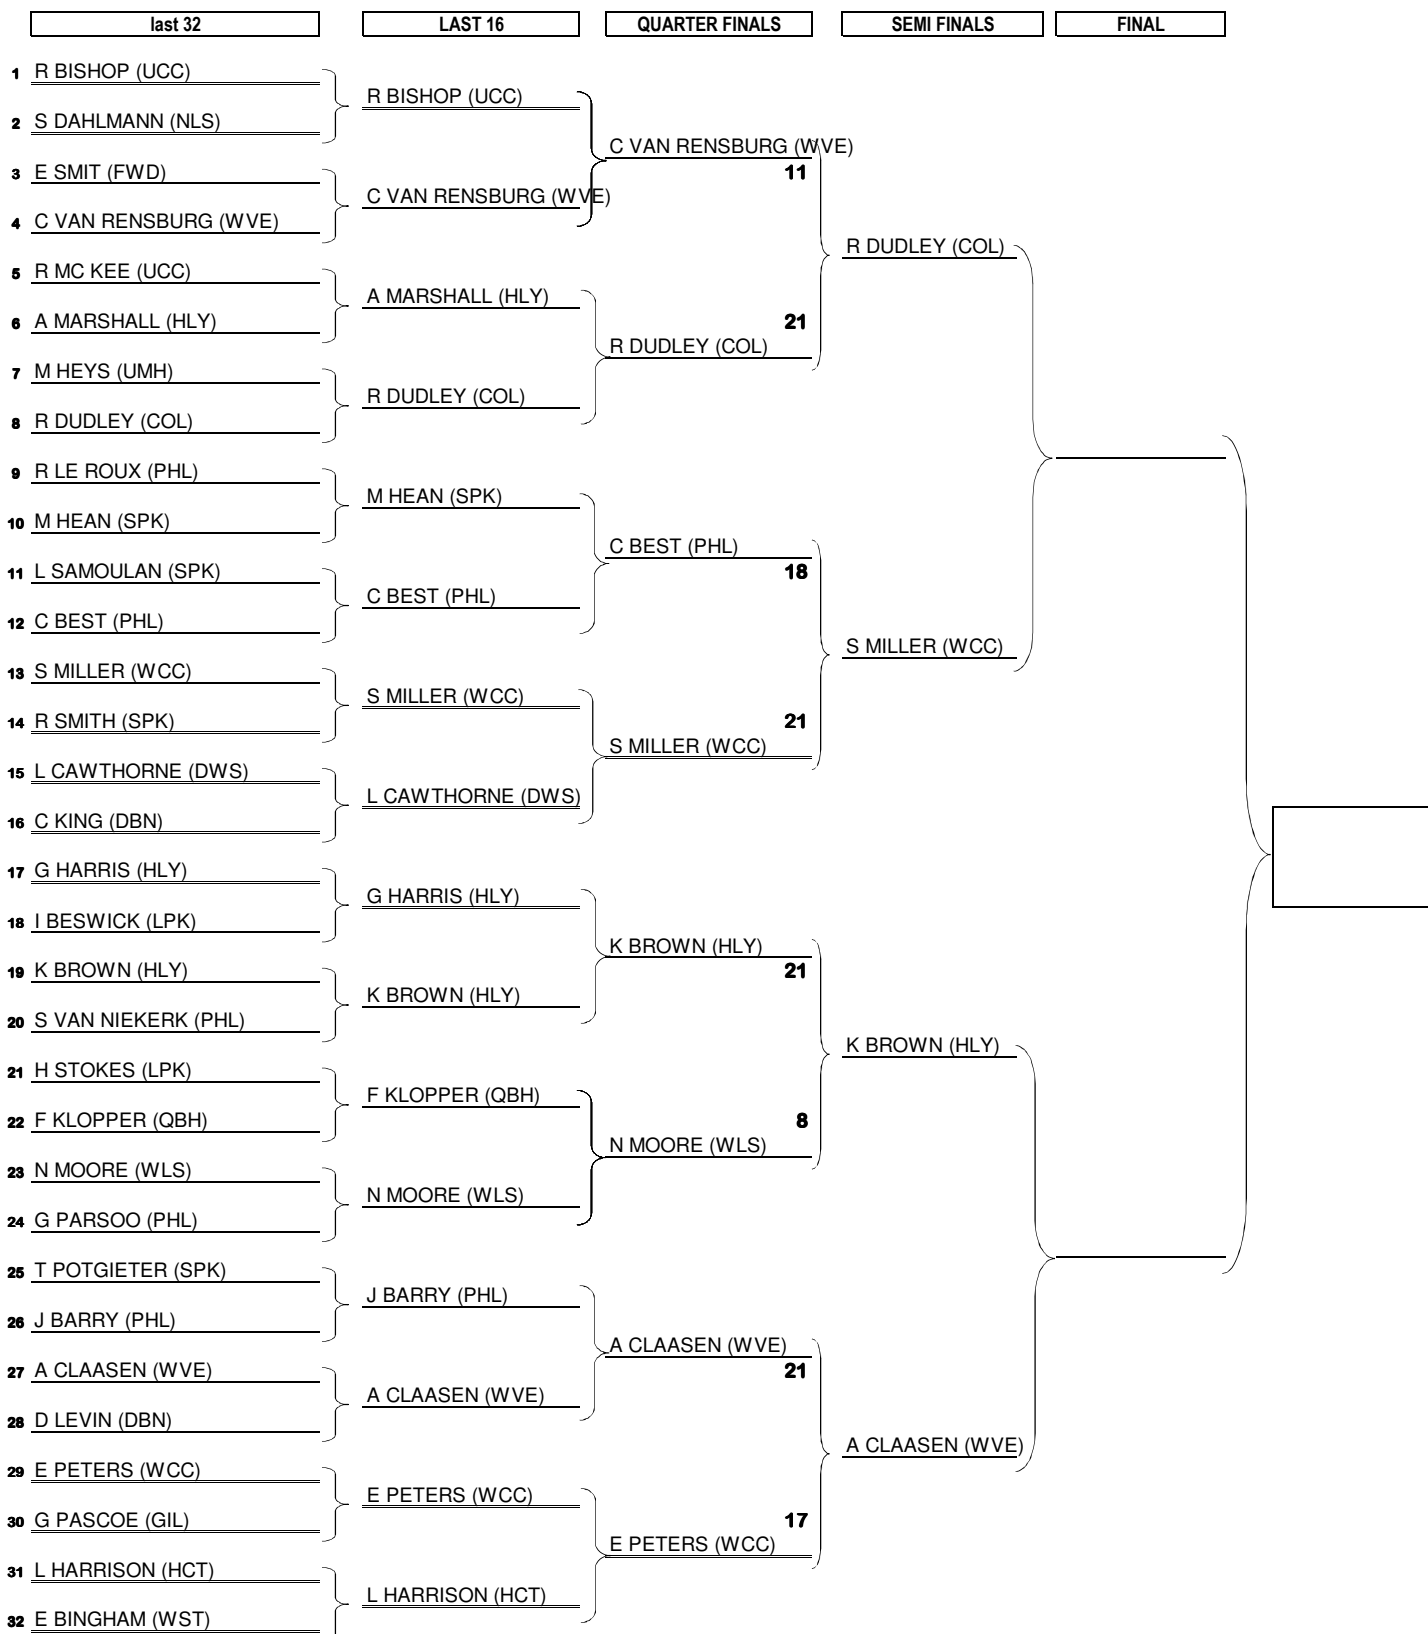 last 32
LAST 16
QUARTER FINALS
SEMI FINALS
FINAL
1 R BISHOP (UCC)
2 S DAHLMANN (NLS)
3 E SMIT (FWD)
4 C VAN RENSBURG (WVE)
5 R MC KEE (UCC)
6 A MARSHALL (HLY)
7 M HEYS (UMH)
8 R DUDLEY (COL)
9 R LE ROUX (PHL)
10 M HEAN (SPK)
11 L SAMOULAN (SPK)
12 C BEST (PHL)
13 S MILLER (WCC)
14 R SMITH (SPK)
15 L CAWTHORNE (DWS)
16 C KING (DBN)
17 G HARRIS (HLY)
18 I BESWICK (LPK)
19 K BROWN (HLY)
20 S VAN NIEKERK (PHL)
21 H STOKES (LPK)
22 F KLOPPER (QBH)
23 N MOORE (WLS)
24 G PARSOO (PHL)
25 T POTGIETER (SPK)
26 J BARRY (PHL)
27 A CLAASEN (WVE)
28 D LEVIN (DBN)
29 E PETERS (WCC)
30 G PASCOE (GIL)
31 L HARRISON (HCT)
32 E BINGHAM (WST)
R BISHOP (UCC)
C VAN RENSBURG (WVE)
A MARSHALL (HLY)
R DUDLEY (COL)
M HEAN (SPK)
C BEST (PHL)
S MILLER (WCC)
L CAWTHORNE (DWS)
G HARRIS (HLY)
K BROWN (HLY)
F KLOPPER (QBH)
N MOORE (WLS)
J BARRY (PHL)
A CLAASEN (WVE)
E PETERS (WCC)
L HARRISON (HCT)
C VAN RENSBURG (WVE)
11
21
R DUDLEY (COL)
C BEST (PHL)
18
21
S MILLER (WCC)
K BROWN (HLY)
21
8
N MOORE (WLS)
A CLAASEN (WVE)
21
17
E PETERS (WCC)
R DUDLEY (COL)
S MILLER (WCC)
K BROWN (HLY)
A CLAASEN (WVE)